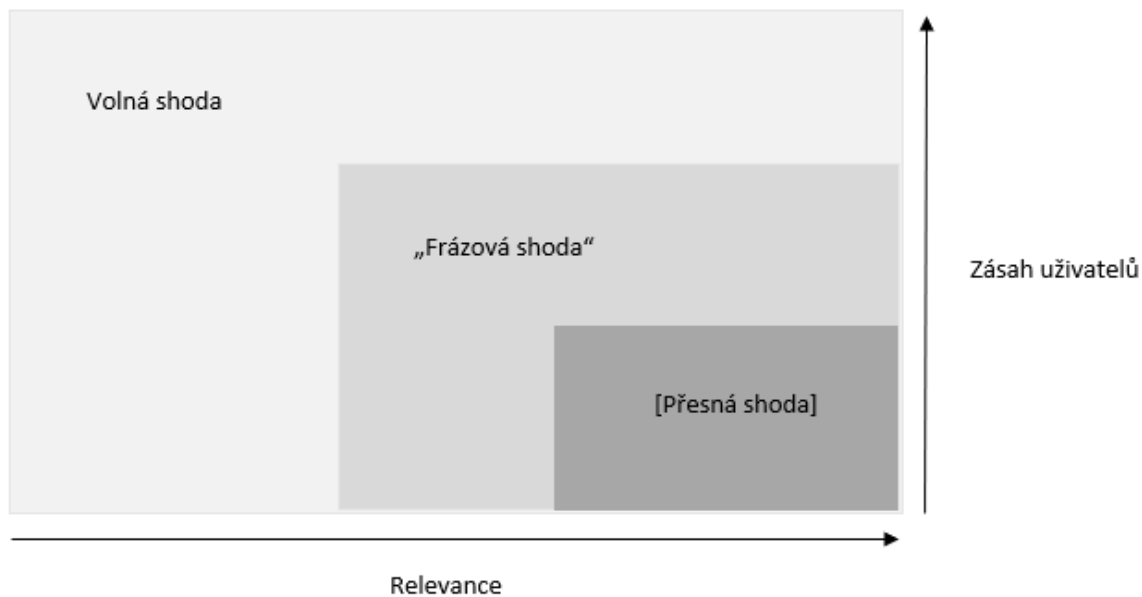 Volná shoda
„Frázová shoda“
Zásah uživatelů
[Přesná shoda]
Relevance